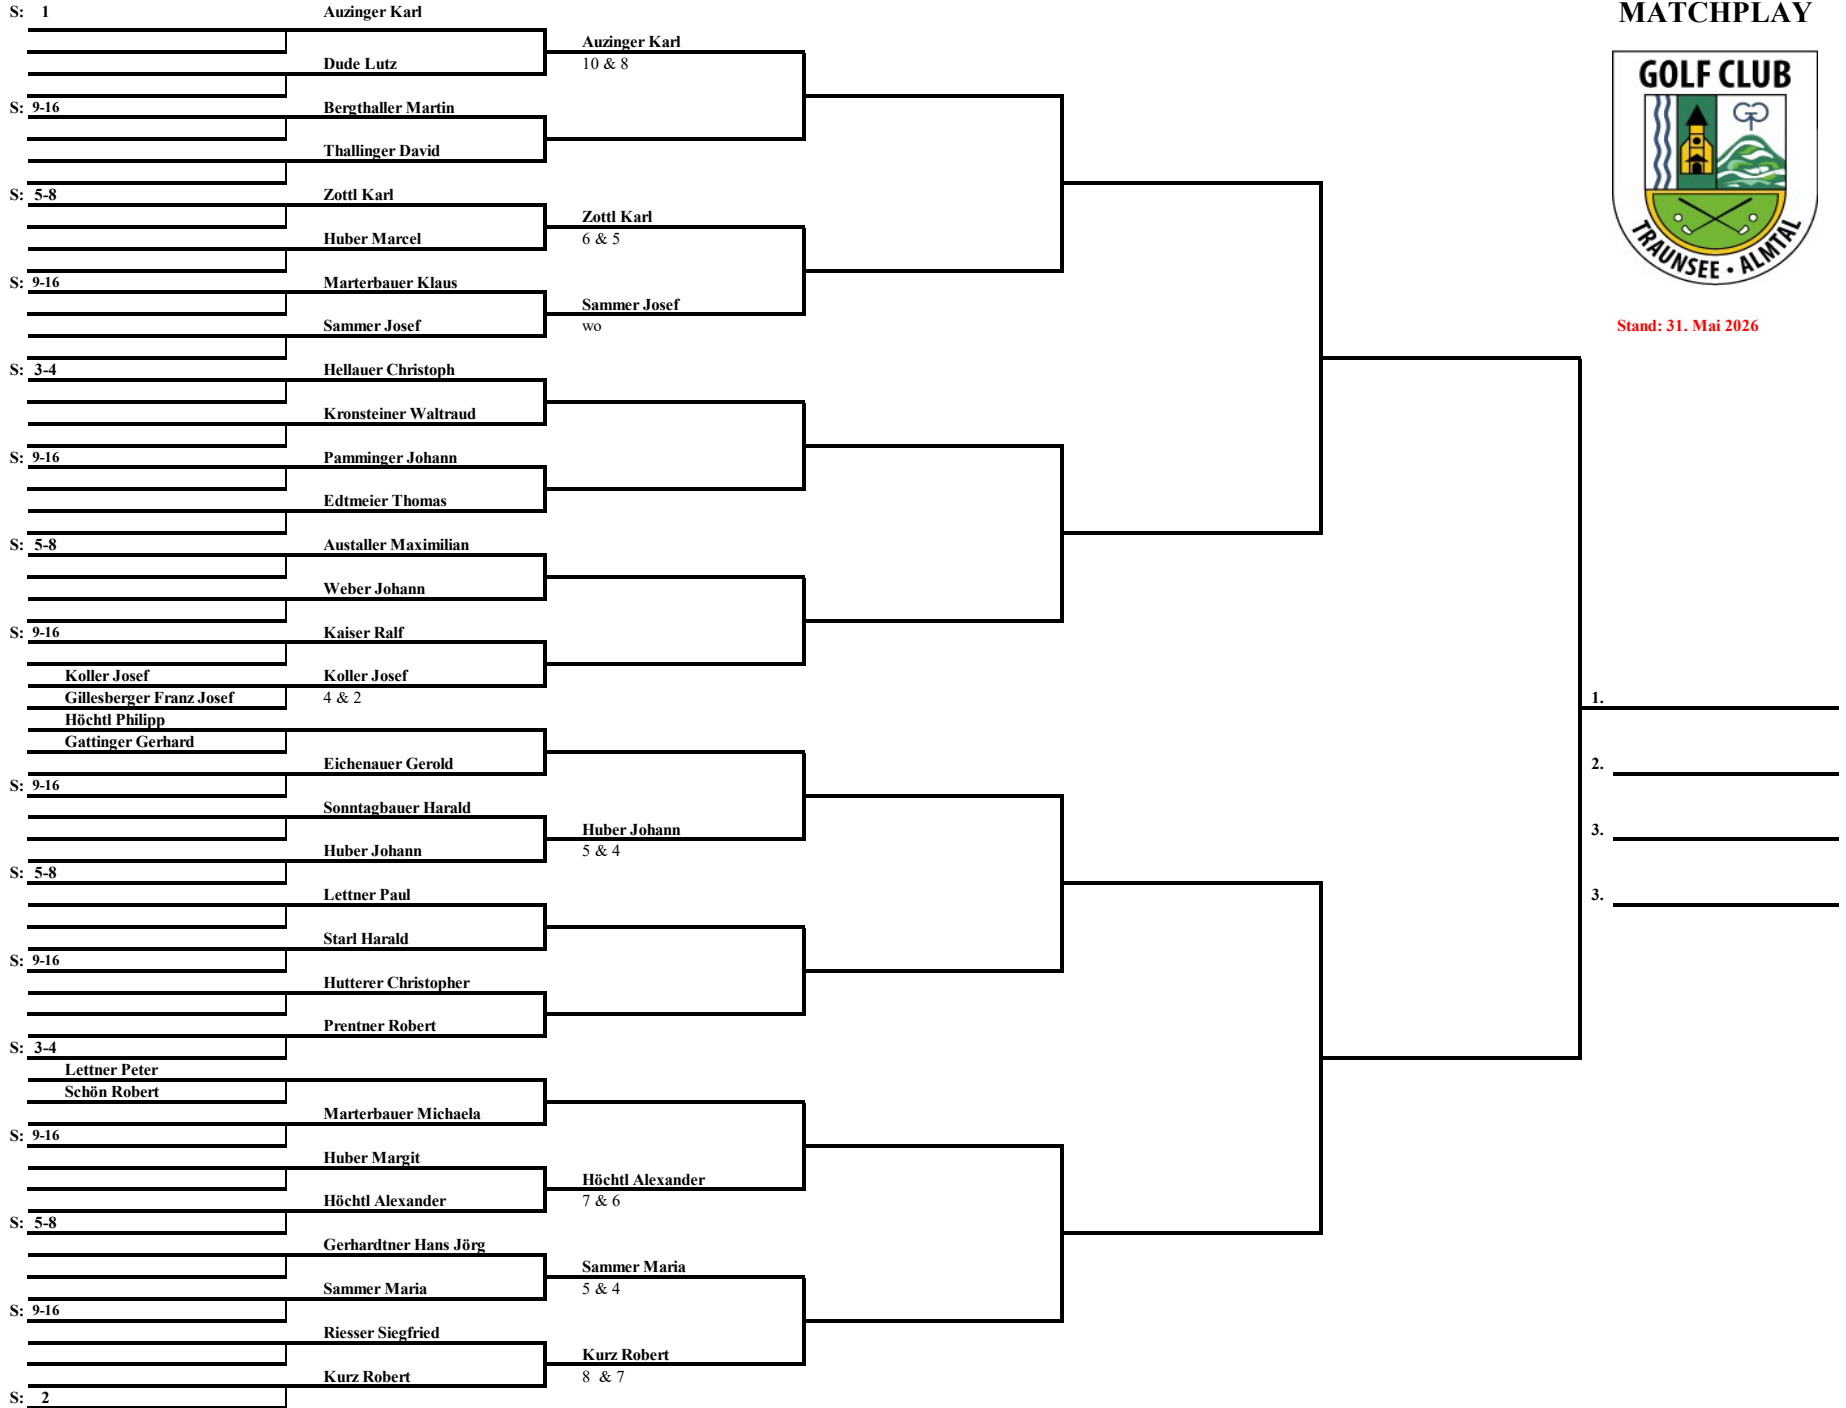 S: 1 Auzinger Karl MATCHPLAY
Auzinger Karl
Dude Lutz 10 & 8
GOLF CLUB
S: 9-16 Bergthaller Martin
Thallinger David
S: 5-8 Zottl Karl
Zottl Karl
Huber Marcel 6 & 5
TRAUNSEE • ALMTAL
S: 9-16 Marterbauer Klaus
Sammer Josef
Sammer Josef wo Stand: 31. Mai 2026
S: 3-4 Hellauer Christoph
Kronsteiner Waltraud
S: 9-16 Pamminger Johann
Edtmeier Thomas
S: 5-8 Austaller Maximilian
Weber Johann
S: 9-16 Kaiser Ralf
Koller Josef Koller Josef
Gillesberger Franz Josef 4 & 2 1.
Höchtl Philipp
Gattinger Gerhard
Eichenauer Gerold 2.
S: 9-16
Sonntagbauer Harald
Huber Johann 3.
Huber Johann 5 & 4
S: 5-8
Lettner Paul 3.
Starl Harald
S: 9-16
Hutterer Christopher
Prentner Robert
S: 3-4
Lettner Peter
Schön Robert
Marterbauer Michaela
S: 9-16
Huber Margit
Höchtl Alexander
Höchtl Alexander 7 & 6
S: 5-8
Gerhardtner Hans Jörg
Sammer Maria
Sammer Maria 5 & 4
S: 9-16
Riesser Siegfried
Kurz Robert
Kurz Robert 8 & 7
S: 2